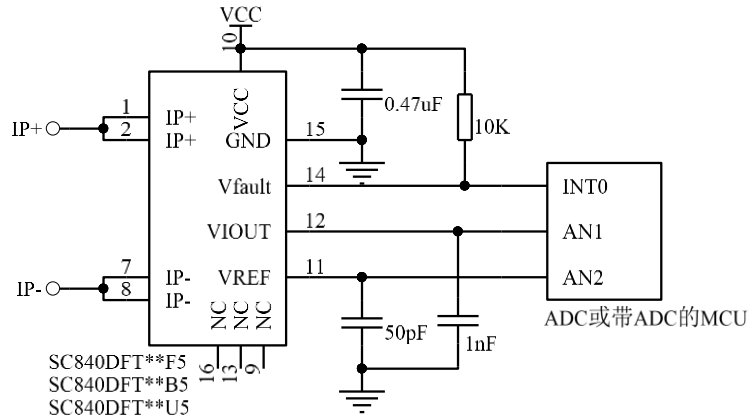 VCC
10
VCC
1
IP+
2
IP+
IP+
GND
15
0.47uF
10K
Vfault
14
INT0
VIOUT
12
AN1
7
IP-
8
IP-
IP-
VREF
11
AN2
NC
NC
NC
16
13
9
50pF
1nF
ADC或带ADC的MCU
SC840DFT**F5
SC840DFT**B5
SC840DFT**U5